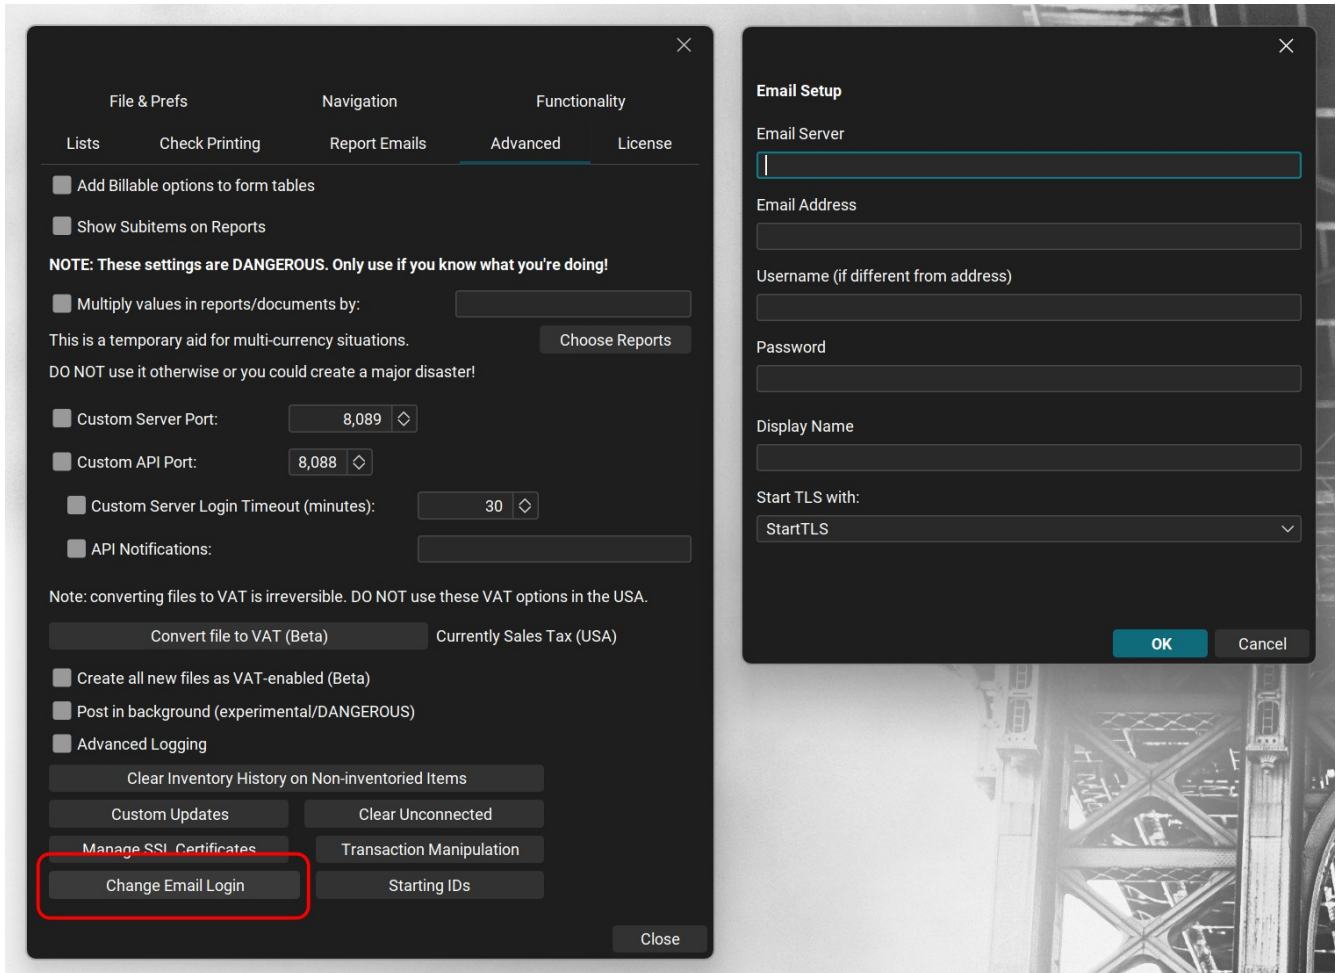 File & Prefs Navigation Functionality
Lists Check Printing Report Emails Advanced License
Add Billable options to form tables
Show Subitems on Reports
NOTE: These settings are DANGEROUS. Only use if you know what you're doing!
Multiply values in reports/documents by:
This is a temporary aid for multi-currency situations. Choose Reports
DO NOT use it otherwise or you could create a major disaster!
Custom Server Port: 8,089
Custom API Port: 8,088
Custom Server Login Timeout (minutes): 30
API Notifications:
Note: converting files to VAT is irreversible. DO NOT use these VAT options in the USA.
Convert file to VAT (Beta) Currently Sales Tax (USA)
Create all new files as VAT-enabled (Beta)
Post in background (experimental/DANGEROUS)
Advanced Logging
Clear Inventory History on Non-inventoried Items
Custom Updates Clear Unconnected
Manage SSL Certificates Transaction Manipulation
Change Email Login Starting IDs
Close
Email Setup
Email Server
Email Address
Username (if different from address)
Password
Display Name
Start TLS with:
StartTLS
OK Cancel